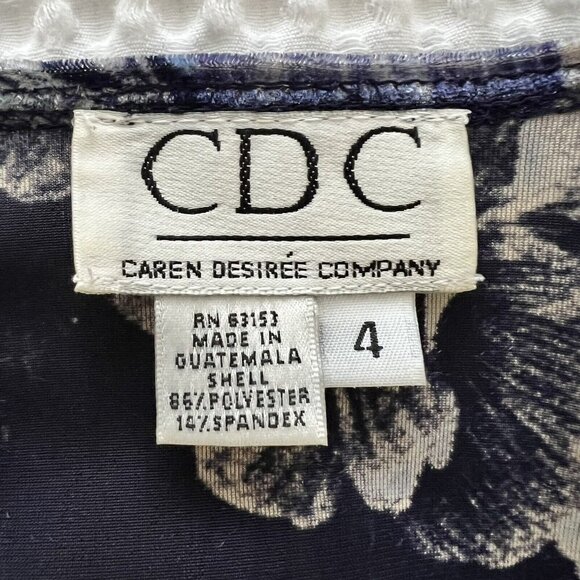 CDC
CAREN DESIRÉE COMPANY
RN 63153
MADE IN
GUATEMALA
SHELL
86%POLYESTER
14%SPANDEX
4